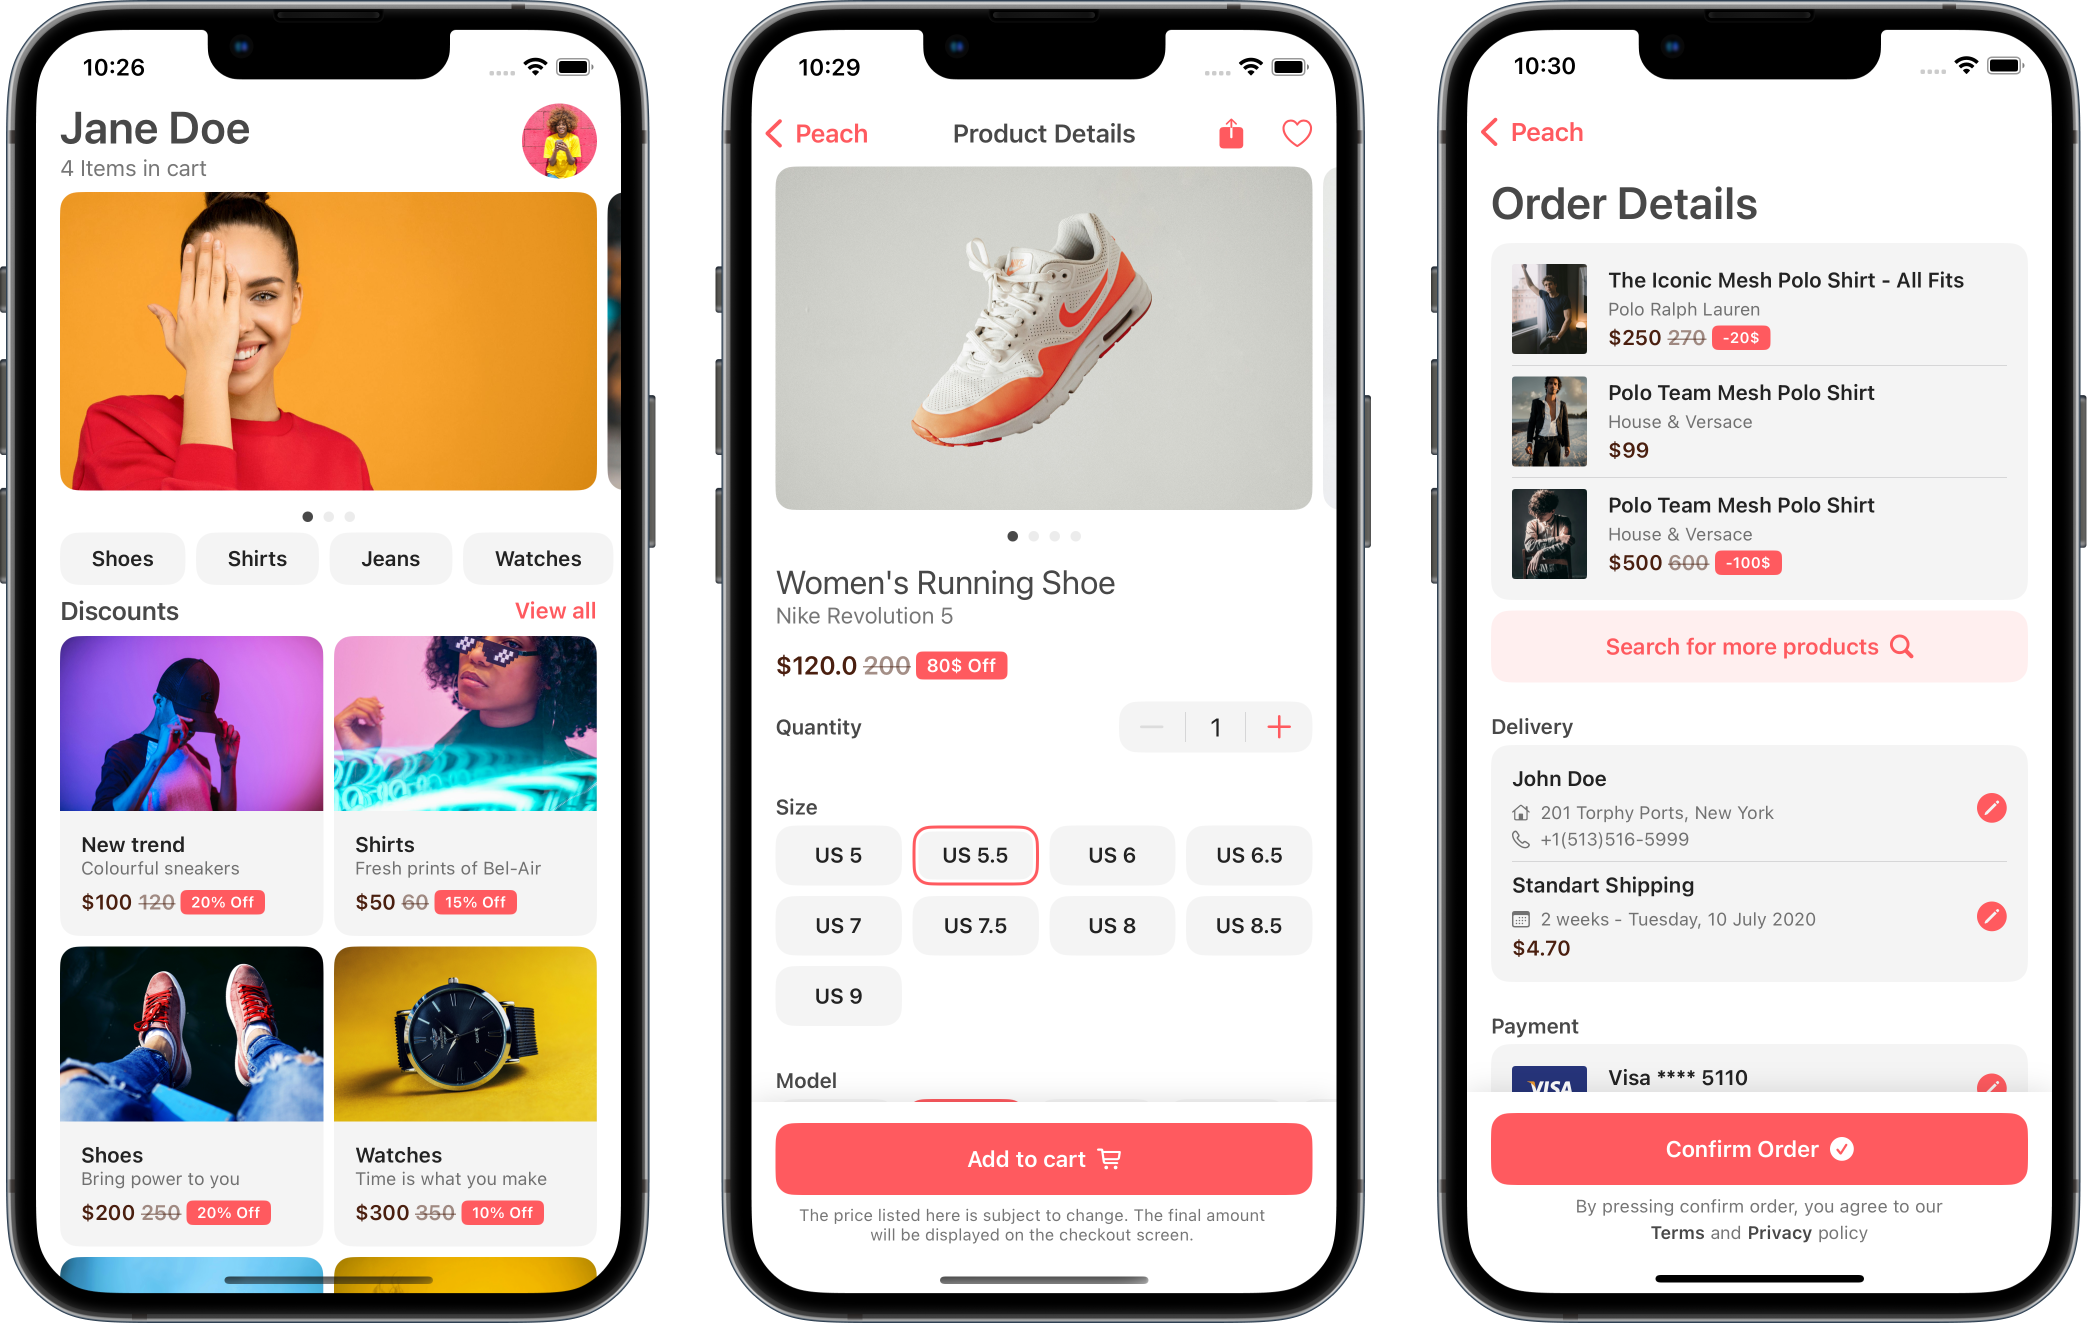 10:26
Jane Doe
4 Items in cart
Shoes
Shirts
Jeans
Watches
Discounts
View all
New trend
Colourful sneakers
$100 120 20% Off
Shirts
Fresh prints of Bel-Air
$50 60 15% Off
Shoes
Bring power to you
$200 250 20% Off
Watches
Time is what you make
$300 350 10% Off
10:29
Peach
Product Details
Women's Running Shoe
Nike Revolution 5
$120.0 200 80$ Off
Quantity
1
Size
US 5
US 5.5
US 6
US 6.5
US 7
US 7.5
US 8
US 8.5
US 9
Model
Add to cart
The price listed here is subject to change. The final amount
will be displayed on the checkout screen.
10:30
Peach
Order Details
The Iconic Mesh Polo Shirt - All Fits
Polo Ralph Lauren
$250 270 -20$
Polo Team Mesh Polo Shirt
House & Versace
$99
Polo Team Mesh Polo Shirt
House & Versace
$500 600 -100$
Search for more products
Delivery
John Doe
201 Torphy Ports, New York
+1(513)516-5999
Standart Shipping
2 weeks - Tuesday, 10 July 2020
$4.70
Payment
VISA
Visa **** 5110
Confirm Order
By pressing confirm order, you agree to our
Terms and Privacy policy